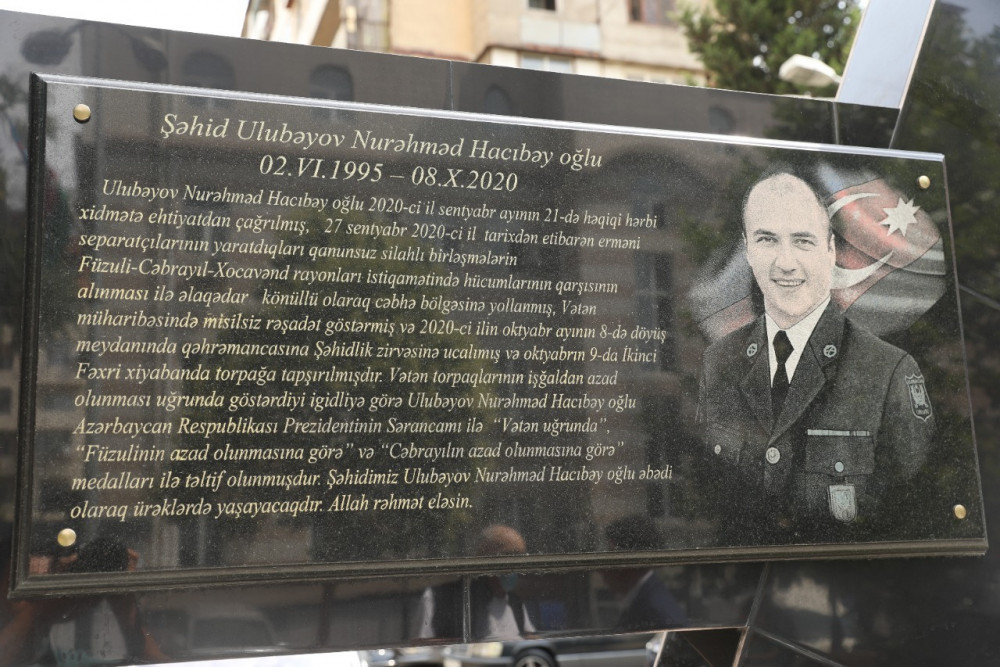 Şəhid Ulubəyov Nurəhməd Hacıbəy oğlu
02.VI.1995 – 08.X.2020
Ulubəyov Nurəhməd Hacıbəy oğlu 2020-ci il sentyabr ayının 21-də həqiqi hərbi
xidmətə ehtiyatdan çağrılmış, 27 sentyabr 2020-ci il tarixdən etibarən erməni
separatçılarının yaratdıqları qanunsuz silahlı birləşmələrin
Füzuli-Cəbrayıl-Xocavənd rayonları istiqamətində hücumlarının qarşısının
alınması ilə əlaqədar könüllü olaraq cəbhə bölgəsinə yollanmış, Vətən
müharibəsində misilsiz rəşadət göstərmiş və 2020-ci ilin oktyabr ayının 8-də döyüş
meydanında qəhrəmancasına Şəhidlik zirvəsinə ucalımış və oktyabrın 9-da İkinci
Fəxri xiyabanda torpağa tapşırılmışdır. Vətən torpaqlarının işğaldan azad
olunması uğrunda göstərdiyi igidliyə görə Ulubəyov Nurəhməd Hacıbəy oğlu
Azərbaycan Respublikası Prezidentinin Sərəncamı ilə “Vətən uğrunda”,
“Füzulinin azad olunmasına görə” və “Cəbrayılın azad olunmasına görə”
medalları ilə təltif olunmuşdur. Şəhidimiz Ulubəyov Nurəhməd Hacıbəy oğlu əbədi
olaraq ürəklərdə yaşayacaqdır. Allah rəhmət eləsin.